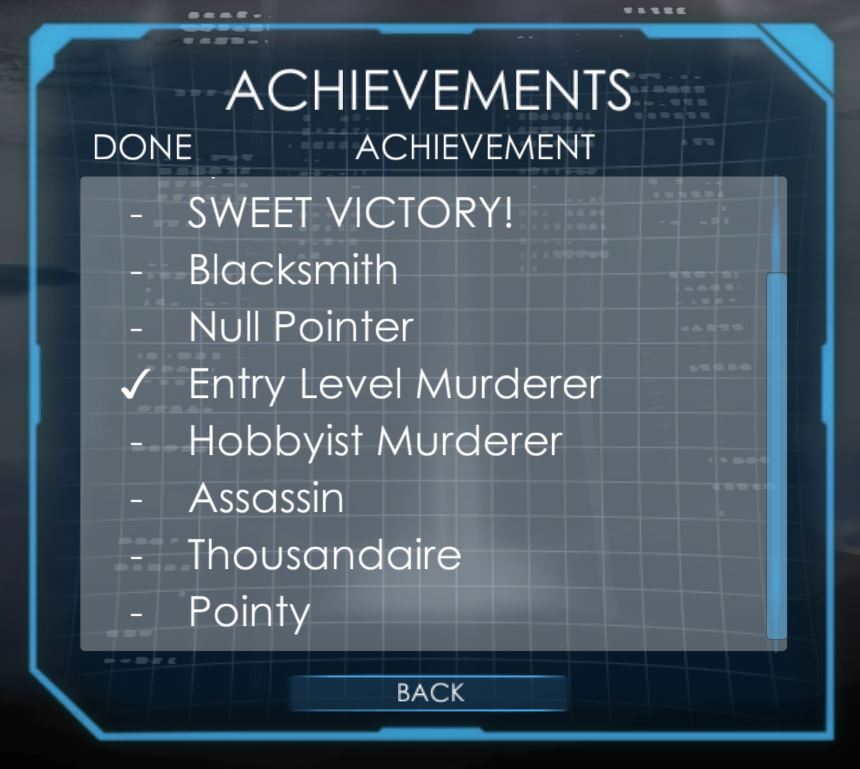 ACHIEVEMENTS
DONE ACHIEVEMENT
- SWEET VICTORY!
- Blacksmith
- Null Pointer
✓ Entry Level Murderer
- Hobbyist Murderer
- Assassin
- Thousandaire
- Pointy
BACK